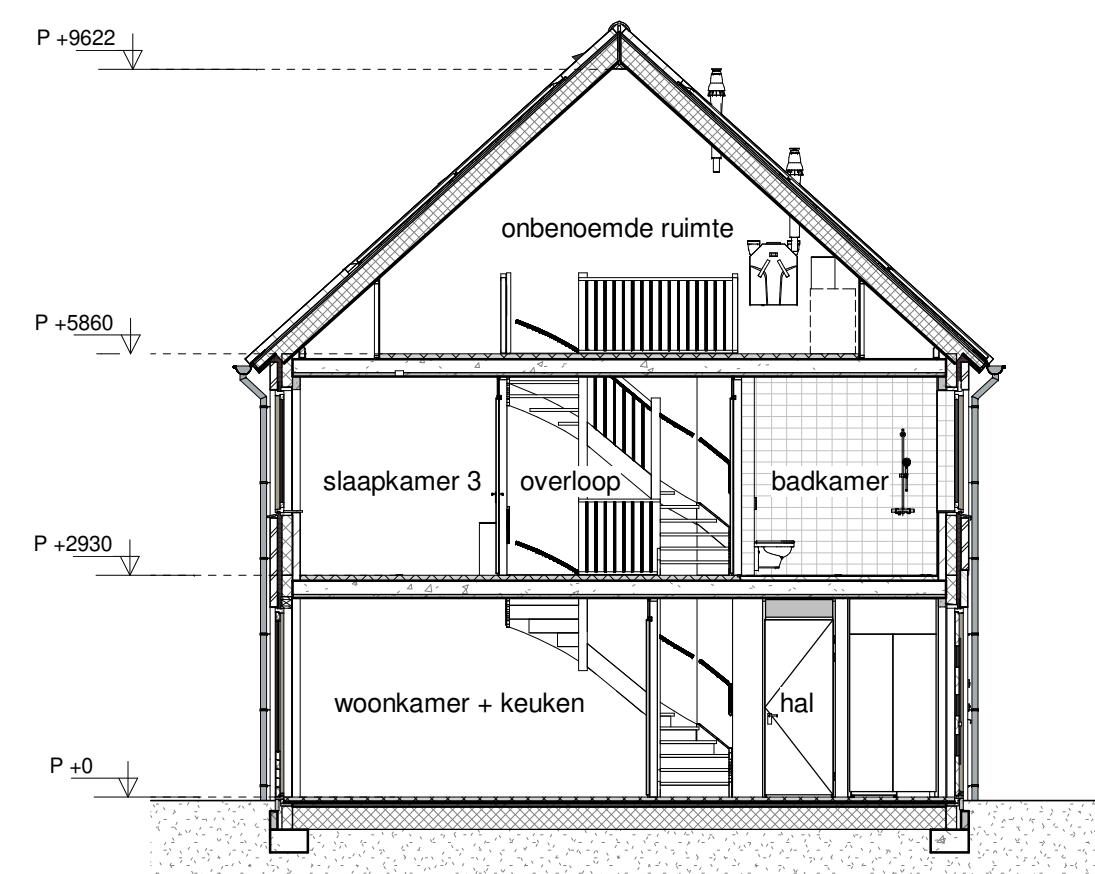 P +9622
onbenoemde ruimte
P +5860
slaapkamer 3
overloop
badkamer
P +2930
woonkamer + keuken
hal
P +0